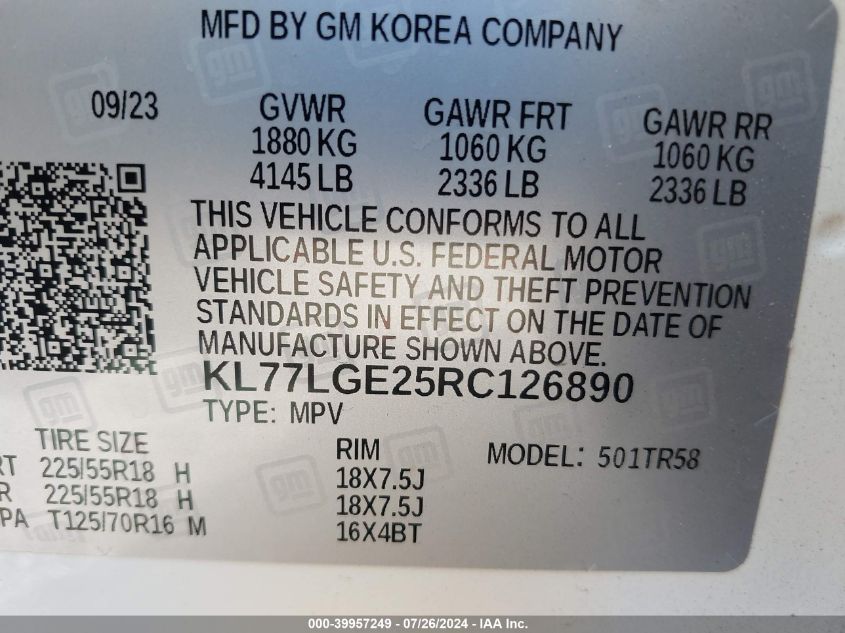 MFD BY GM KOREA COMPANY
09/23 GVWR GAWR FRT GAWR RR
1880 KG 1060 KG 1060 KG
4145 LB 2336 LB 2336 LB
THIS VEHICLE CONFORMS TO ALL
APPLICABLE U.S. FEDERAL MOTOR
VEHICLE SAFETY AND THEFT PREVENTION
STANDARDS IN EFFECT ON THE DATE OF
MANUFACTURE SHOWN ABOVE.
KL77LGE25RC126890
TYPE: MPV
TIRE SIZE RIM MODEL: 501TR58
RT 225/55R18 H 18X7.5J
R 225/55R18 H 18X7.5J
PA T125/70R16 M 16X4BT
gm
000-39957249 - 07/26/2024 - IAA Inc.